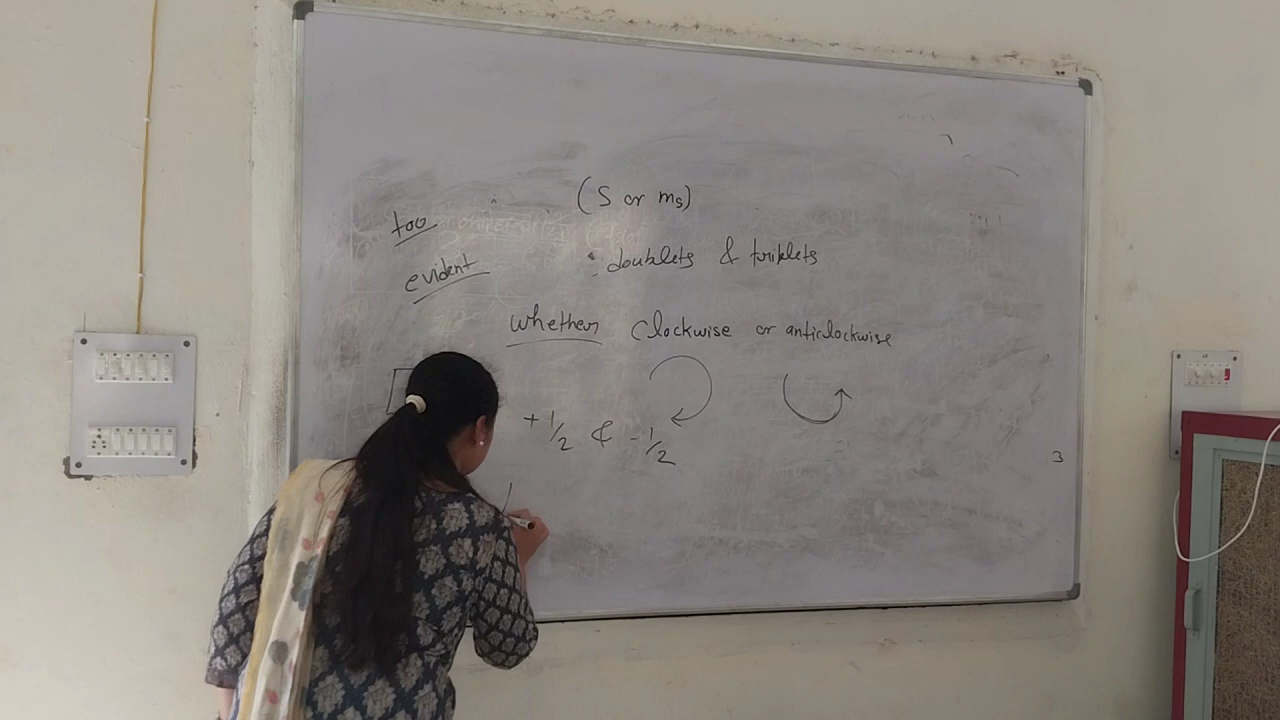 (S or ms)
too
evident
: doublets & triplets
whether clockwise or anticlockwise
+1/2 & -1/2
3